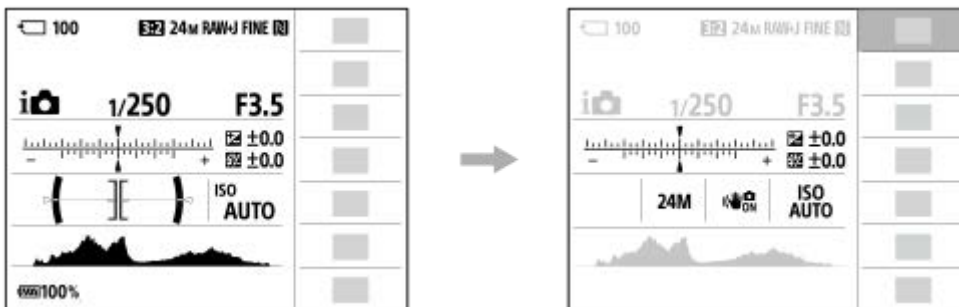 100 3:2 24M RAW+J FINE N
i 1/250 F3.5
±0.0
- + ±0.0
ISO
AUTO
100%
100 3:2 24M RAW+J FINE N
i 1/250 F3.5
±0.0
- + ±0.0
24M ON ISO
AUTO